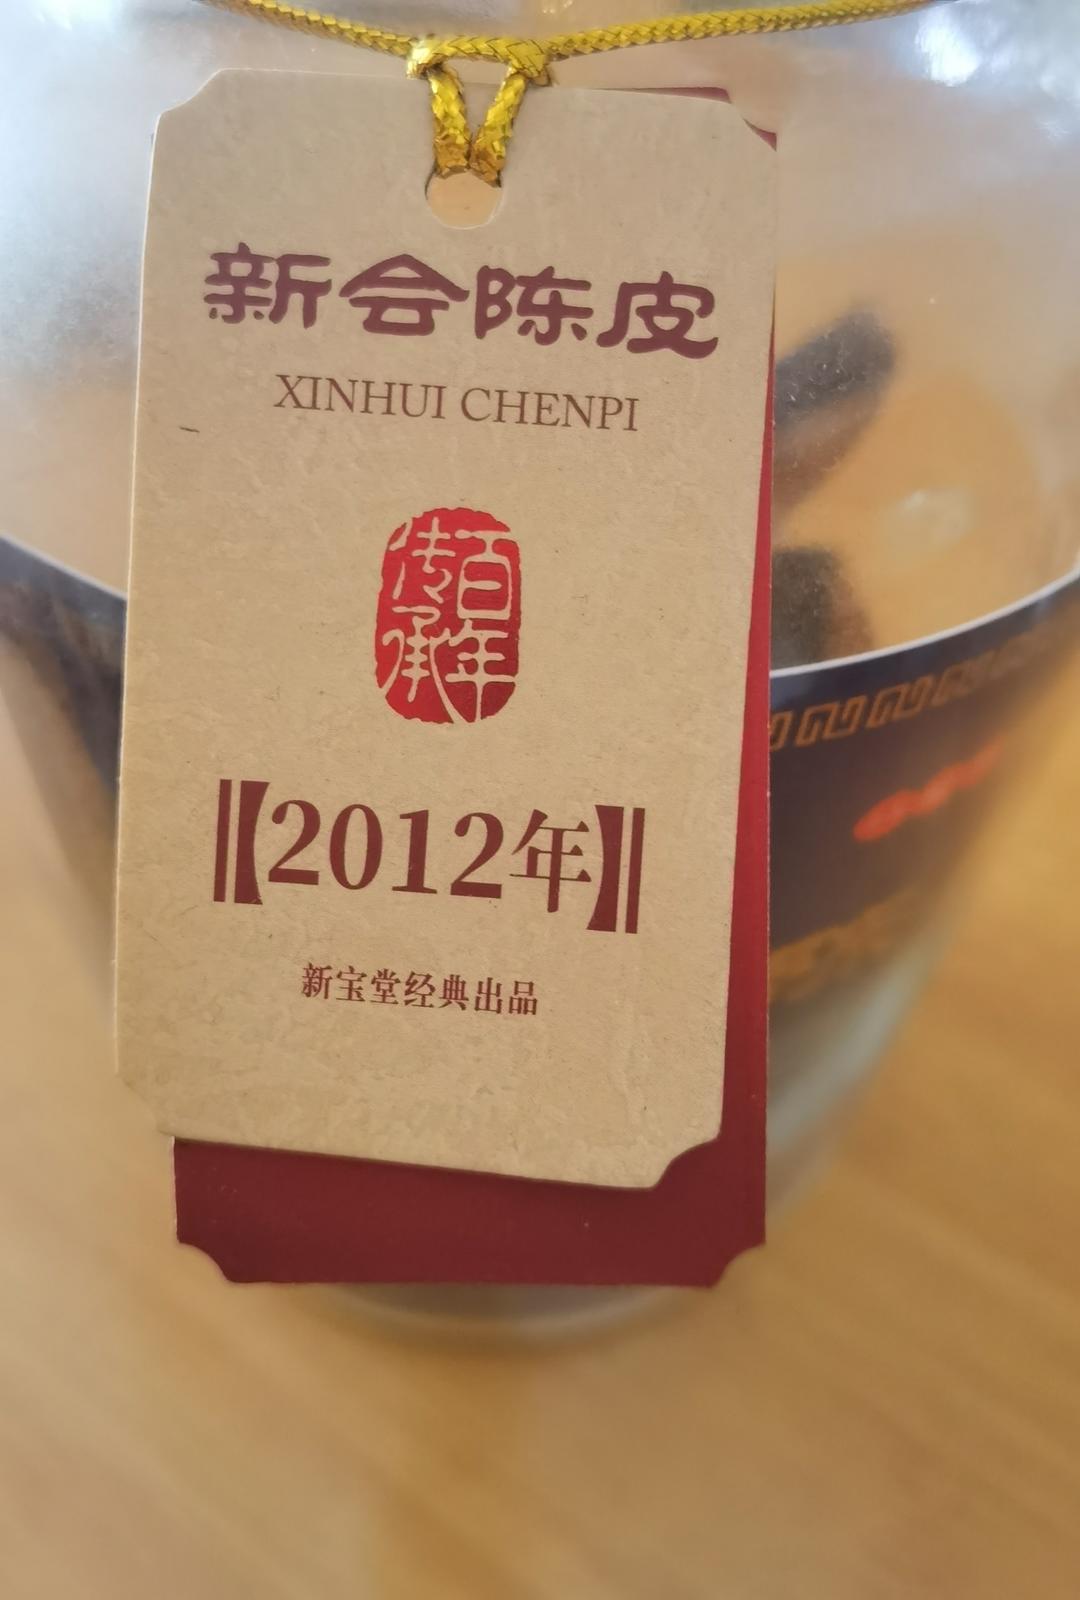 新会陈皮
XINHUI CHENPI
百年
传承
【2012年】
新宝堂经典出品